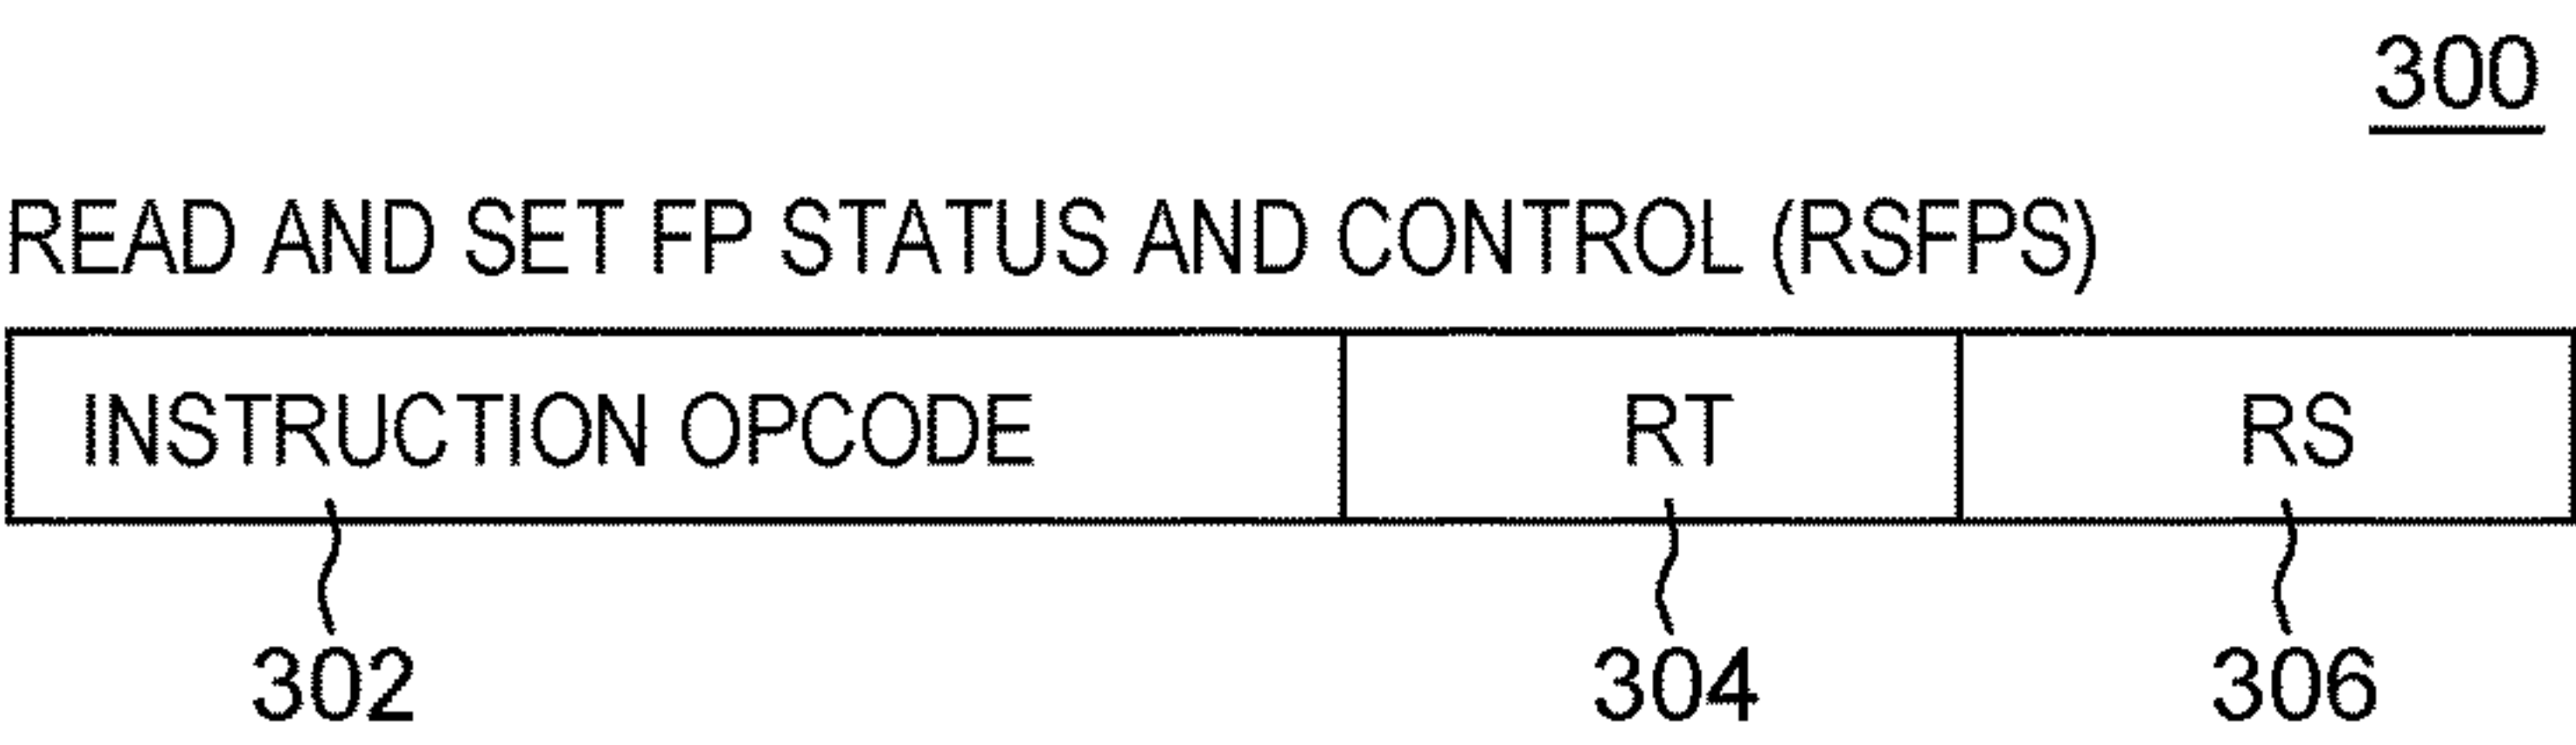 300
READ AND SET FP STATUS AND CONTROL (RSFPS)
INSTRUCTION OPCODE RT RS
302 304 306